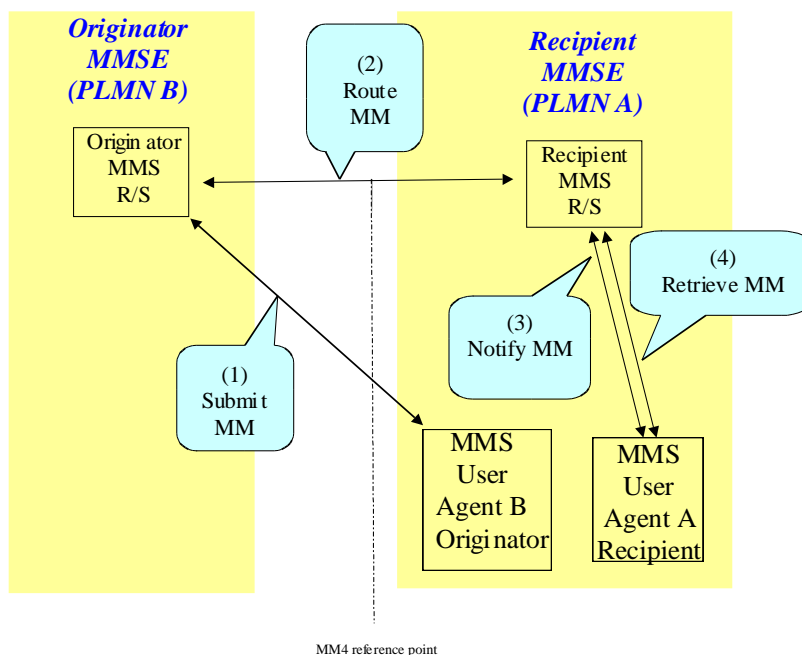 Originator
MMSE
(PLMN B)
(2)
Route
MM
Recipient
MMSE
(PLMN A)
Originator
MMS
R/S
Recipient
MMS
R/S
(4)
Retrieve MM
(3)
Notify MM
(1)
Submit
MM
MMS
User
Agent B
Originator
MMS
User
Agent A
Recipient
MM4 reference point